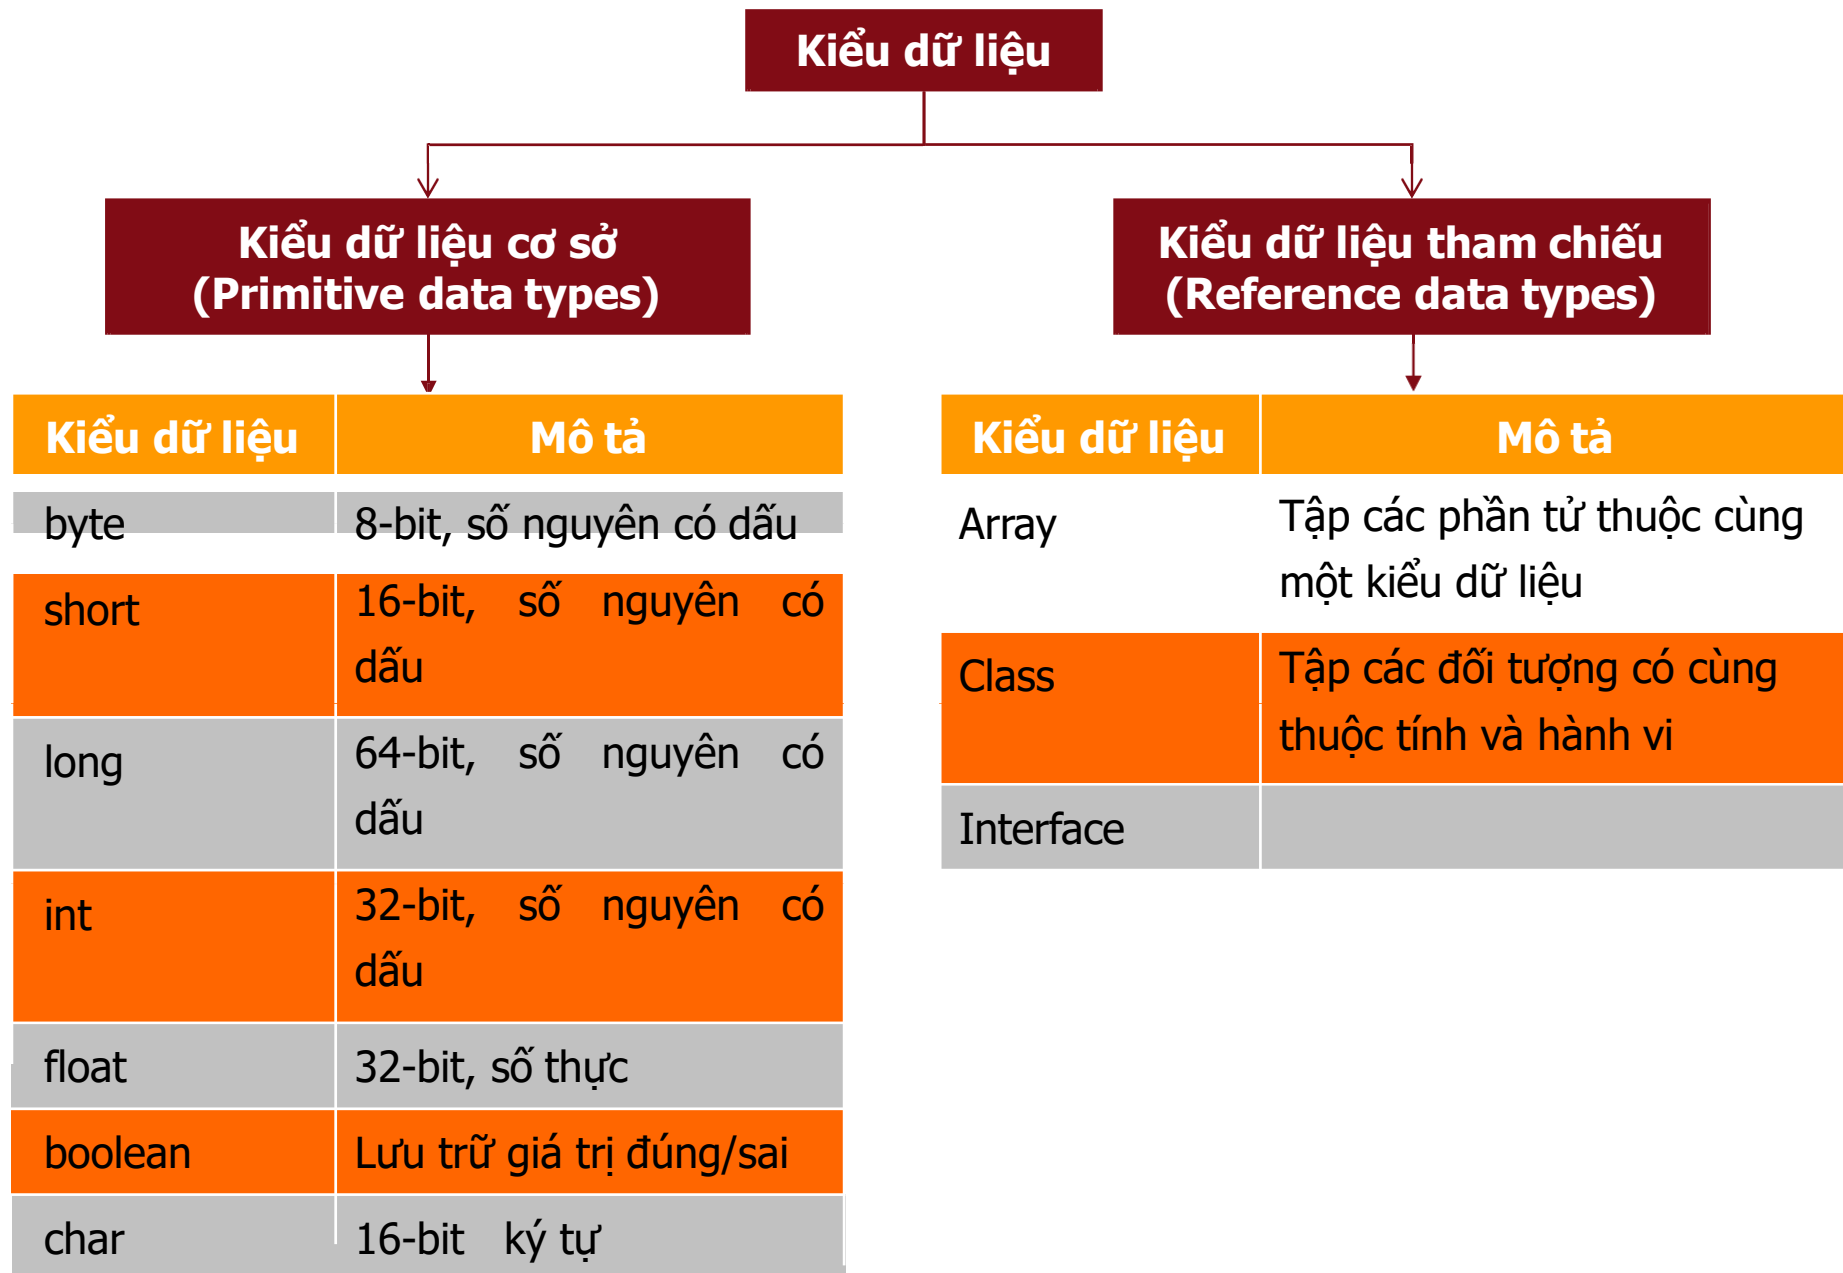 Kiểu dữ liệu
Kiểu dữ liệu cơ sở
(Primitive data types)
Kiểu dữ liệu tham chiếu
(Reference data types)
Kiểu dữ liệu Mô tả
byte 8-bit, số nguyên có dấu
short 16-bit, số nguyên có
dấu
long 64-bit, số nguyên có
dấu
int 32-bit, số nguyên có
dấu
float 32-bit, số thực
boolean Lưu trữ giá trị đúng/sai
char 16-bit ký tự
Kiểu dữ liệu Mô tả
Array Tập các phần tử thuộc cùng
một kiểu dữ liệu
Class Tập các đối tượng có cùng
thuộc tính và hành vi
Interface